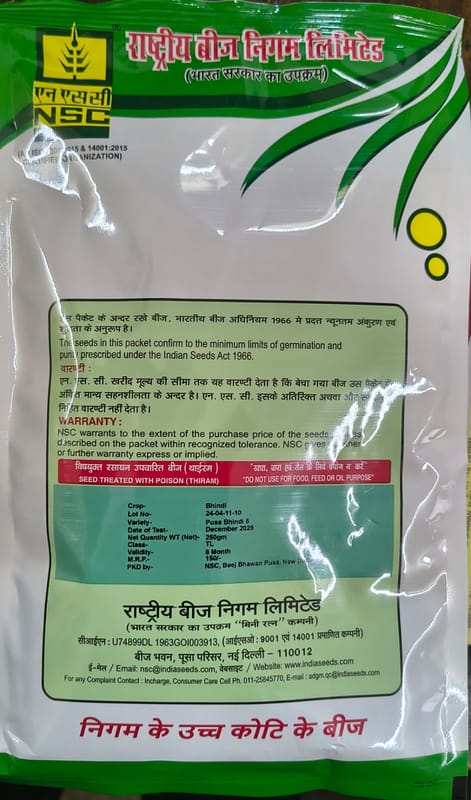 राष्ट्रीय बीज निगम लिमिटेड
(भारत सरकार का उपक्रम)
एन एस सी
NSC
15 & 14001:2015
के पैकेट के अन्दर रखे बीज, भारतीय बीज अधिनियम 1966 मे प्रदत्त न्यूनतम अंकुरण एवं
के अनुरूप है।
The seeds in this packet confirm to the minimum limits of germination and
purity prescribed under the Indian Seeds Act 1966.
वारण्टी :
एन. एस. सी. खरीद मूल्य की सीमा तक यह वारण्टी देता है कि बेचा गया बीज उस पैकेट
अंकित मान्य सहनशीलता के अन्दर है। एन. एस. सी. इसके अतिरिक्त अथवा और
निहित वारण्टी नहीं देता है।
WARRANTY :
NSC warrants to the extent of the purchase price of the seeds
described on the packet within recognized tolerance. NSC gives
or further warranty express or implied.
विषयुक्त रसायन उपचारित बीज (थाईरम)
SEED TREATED WITH POISON (THIRAM)
"खाद्य, चारा एवं तेल के लिये प्रयोग न करें"
"DO NOT USE FOR FOOD, FEED OR OIL PURPOSE"
Crop- Bhindi
Lot No- 24-04-11-10
Variety- Pusa Bhindi 5
Date of Test- December 2025
Net Quantity WT (Net)- 250gm
Class- TL
Validity- 6 Month
M.R.P.- 150/-
PKD by- NSC, Beej Bhawan Pusa, New
राष्ट्रीय बीज निगम लिमिटेड
(भारत सरकार का उपक्रम "मिनी रत्न" कम्पनी)
सीआईएन : U74899DL 1963GOI003913, (आईएसओ : 9001 एवं 14001 प्रमाणित कम्पनी)
बीज भवन, पूसा परिसर, नई दिल्ली – 110012
ई-मेल / Email: nsc@indiaseeds.com, वेबसाइट / Website: www.indiaseeds.com
For any Complaint Contact : Incharge, Consumer Care Cell Ph. 011-25845770, E-mail : adgm.qc@indiaseeds.com
निगम के उच्च कोटि के बीज